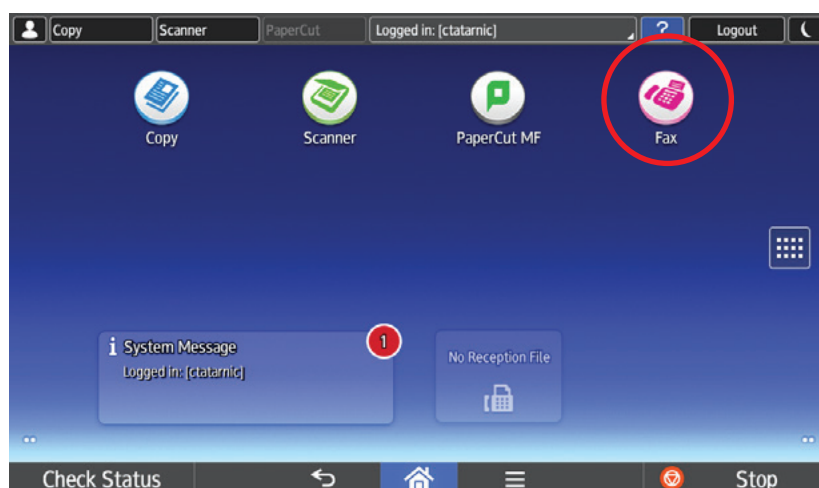 Copy
Scanner
PaperCut
Logged in: [ctatarnic]
?
Logout
Copy
Scanner
PaperCut MF
Fax
i System Message
1
Logged in: [ctatarnic]
No Reception File
Check Status
Stop